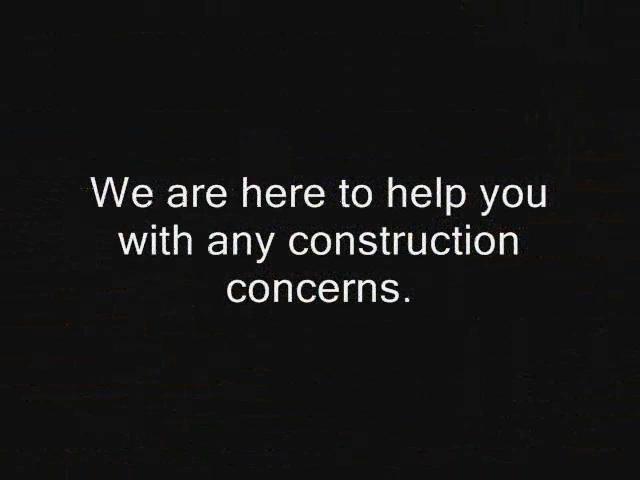 We are here to help you
with any construction
concerns.